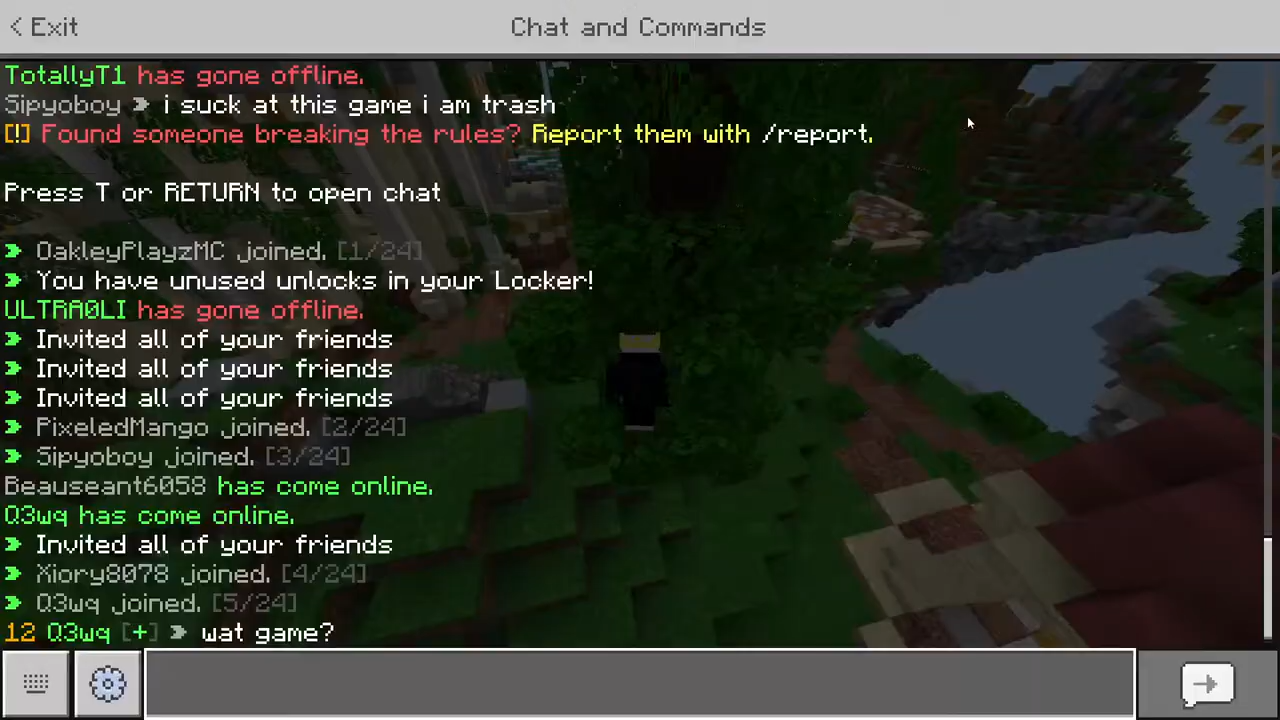 < Exit
Chat and Commands
TotallyT1 has gone offline.
Sipyoboy » i suck at this game i am trash
[!] Found someone breaking the rules? Report them with /report.
Press T or RETURN to open chat
» OakleyPlayzMC joined. [1/24]
» You have unused unlocks in your Locker!
ULTRA0LI has gone offline.
» Invited all of your friends
» Invited all of your friends
» Invited all of your friends
» PixeledMango joined. [2/24]
» Sipyoboy joined. [3/24]
Beauseant6058 has come online.
Q3wq has come online.
» Invited all of your friends
» Xiory8078 joined. [4/24]
» Q3wq joined. [5/24]
12 Q3wq [+] » wat game?